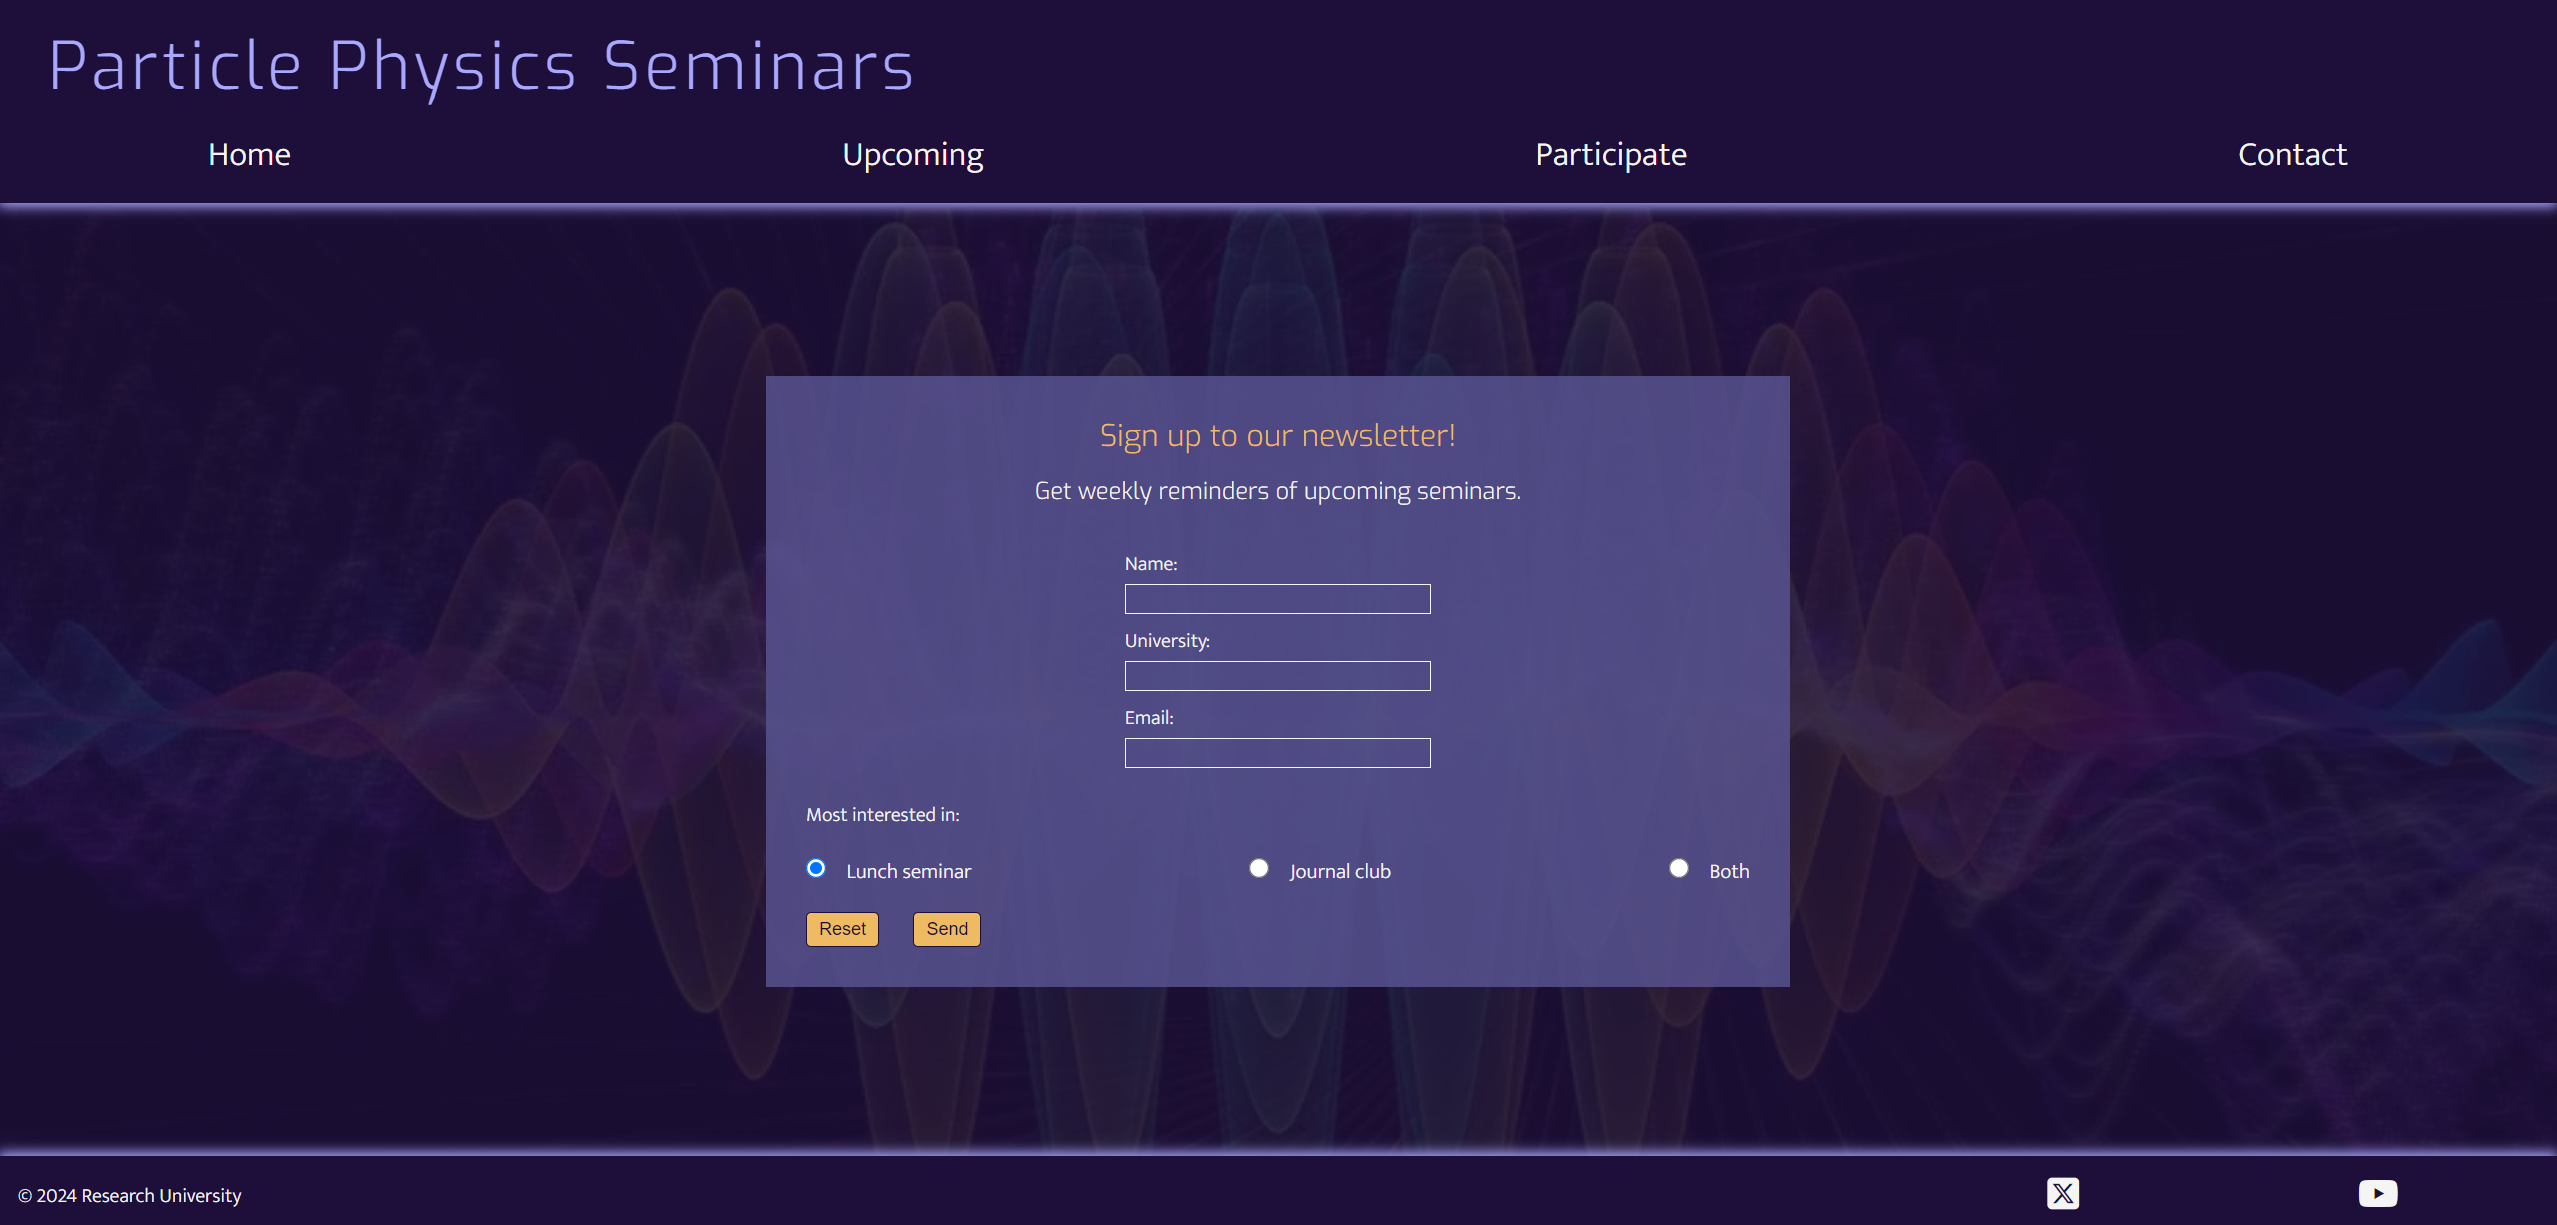 Particle Physics Seminars
Home Upcoming Participate Contact
Sign up to our newsletter!
Get weekly reminders of upcoming seminars.
Name:
University:
Email:
Most interested in:
Lunch seminar Journal club Both
Reset Send
© 2024 Research University